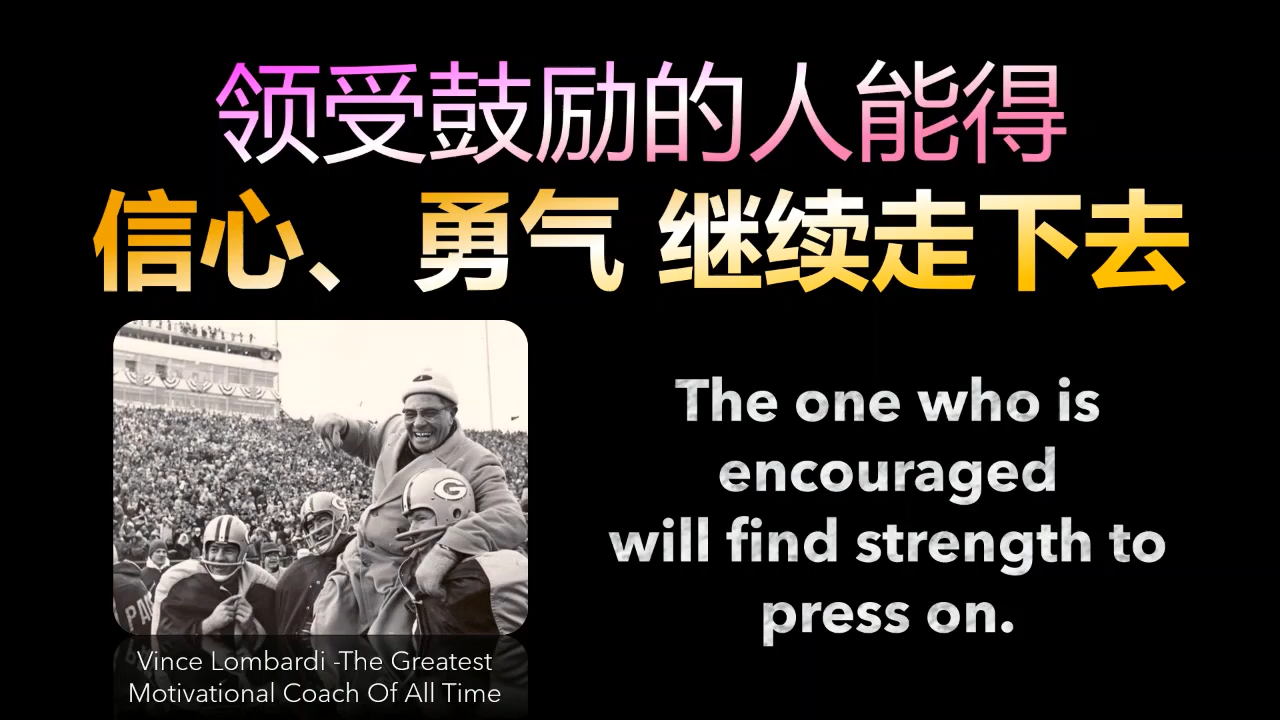 领受鼓励的人能得
信心、勇气 继续走下去
G
PA
The one who is
encouraged
will find strength to
press on.
Vince Lombardi -The Greatest
Motivational Coach Of All Time